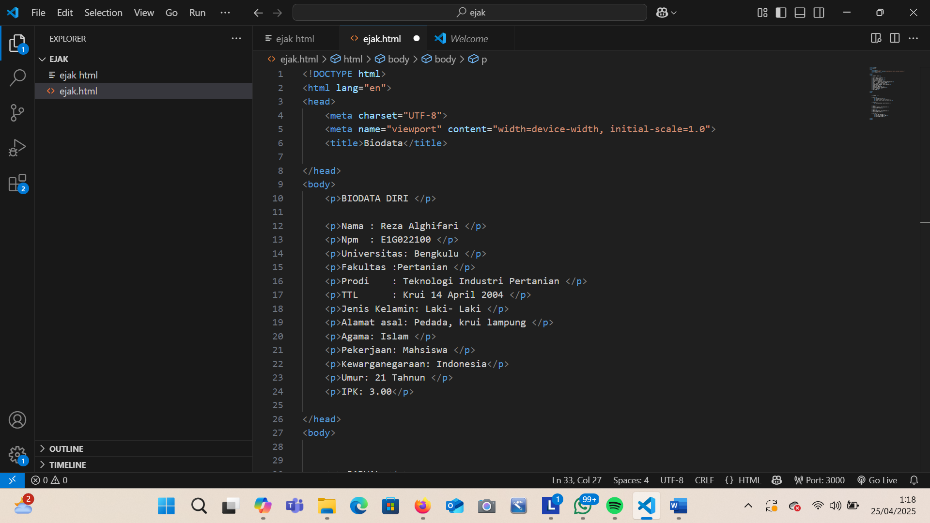 File Edit Selection View Go Run ··· ejak
EXPLORER ···
EJAK
ejak html
ejak.html
ejak html ejak.html Welcome
ejak.html > html > body > body > p
1 <!DOCTYPE html>
2 <html lang="en">
3 <head>
4 <meta charset="UTF-8">
5 <meta name="viewport" content="width=device-width, initial-scale=1.0">
6 <title>Biodata</title>
7
8 </head>
9 <body>
10 <p>BIODATA DIRI </p>
11
12 <p>Nama : Reza Alghifari </p>
13 <p>Npm  : E1G022100 </p>
14 <p>Universitas: Bengkulu </p>
15 <p>Fakultas :Pertanian </p>
16 <p>Prodi    : Teknologi Industri Pertanian </p>
17 <p>TTL      : Krui 14 April 2004 </p>
18 <p>Jenis Kelamin: Laki- Laki </p>
19 <p>Alamat asal: Pedada, krui lampung </p>
20 <p>Agama: Islam </p>
21 <p>Pekerjaan: Mahsiswa </p>
22 <p>Kewarganegaraan: Indonesia</p>
23 <p>Umur: 21 Tahnun </p>
24 <p>IPK: 3.00</p>
25
26 </head>
27 <body>
28
29
1
2
1
OUTLINE
TIMELINE
0 0 Ln 33, Col 27 Spaces: 4 UTF-8 CRLF {} HTML Port: 3000 Go Live
2 1 99+ 1:18
25/04/2025